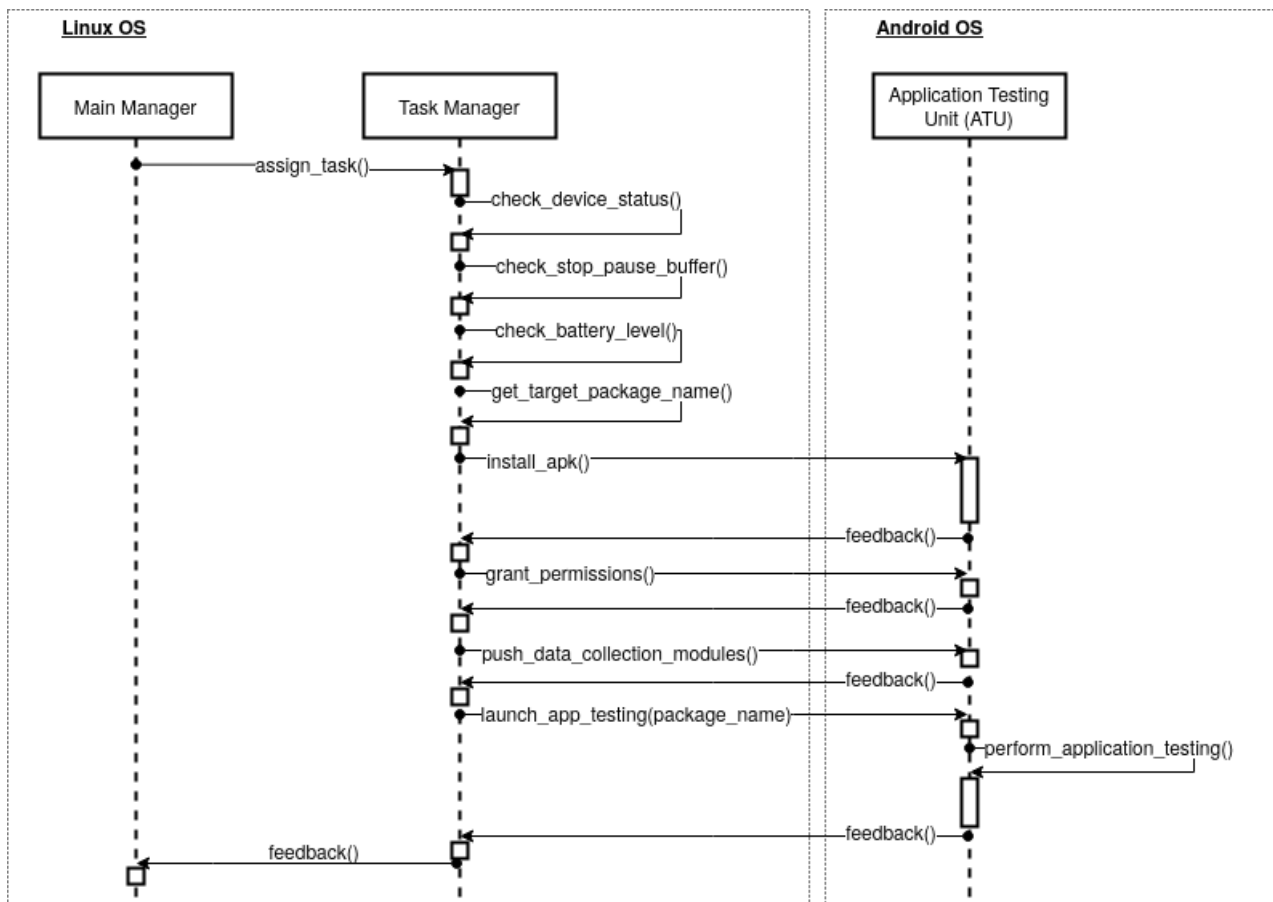 Linux OS
Android OS
Main Manager
Task Manager
Application Testing
Unit (ATU)
assign_task()
check_device_status()
check_stop_pause_buffer()
check_battery_level()
get_target_package_name()
install_apk()
feedback()
grant_permissions()
feedback()
push_data_collection_modules()
feedback()
launch_app_testing(package_name)
perform_application_testing()
feedback()
feedback()